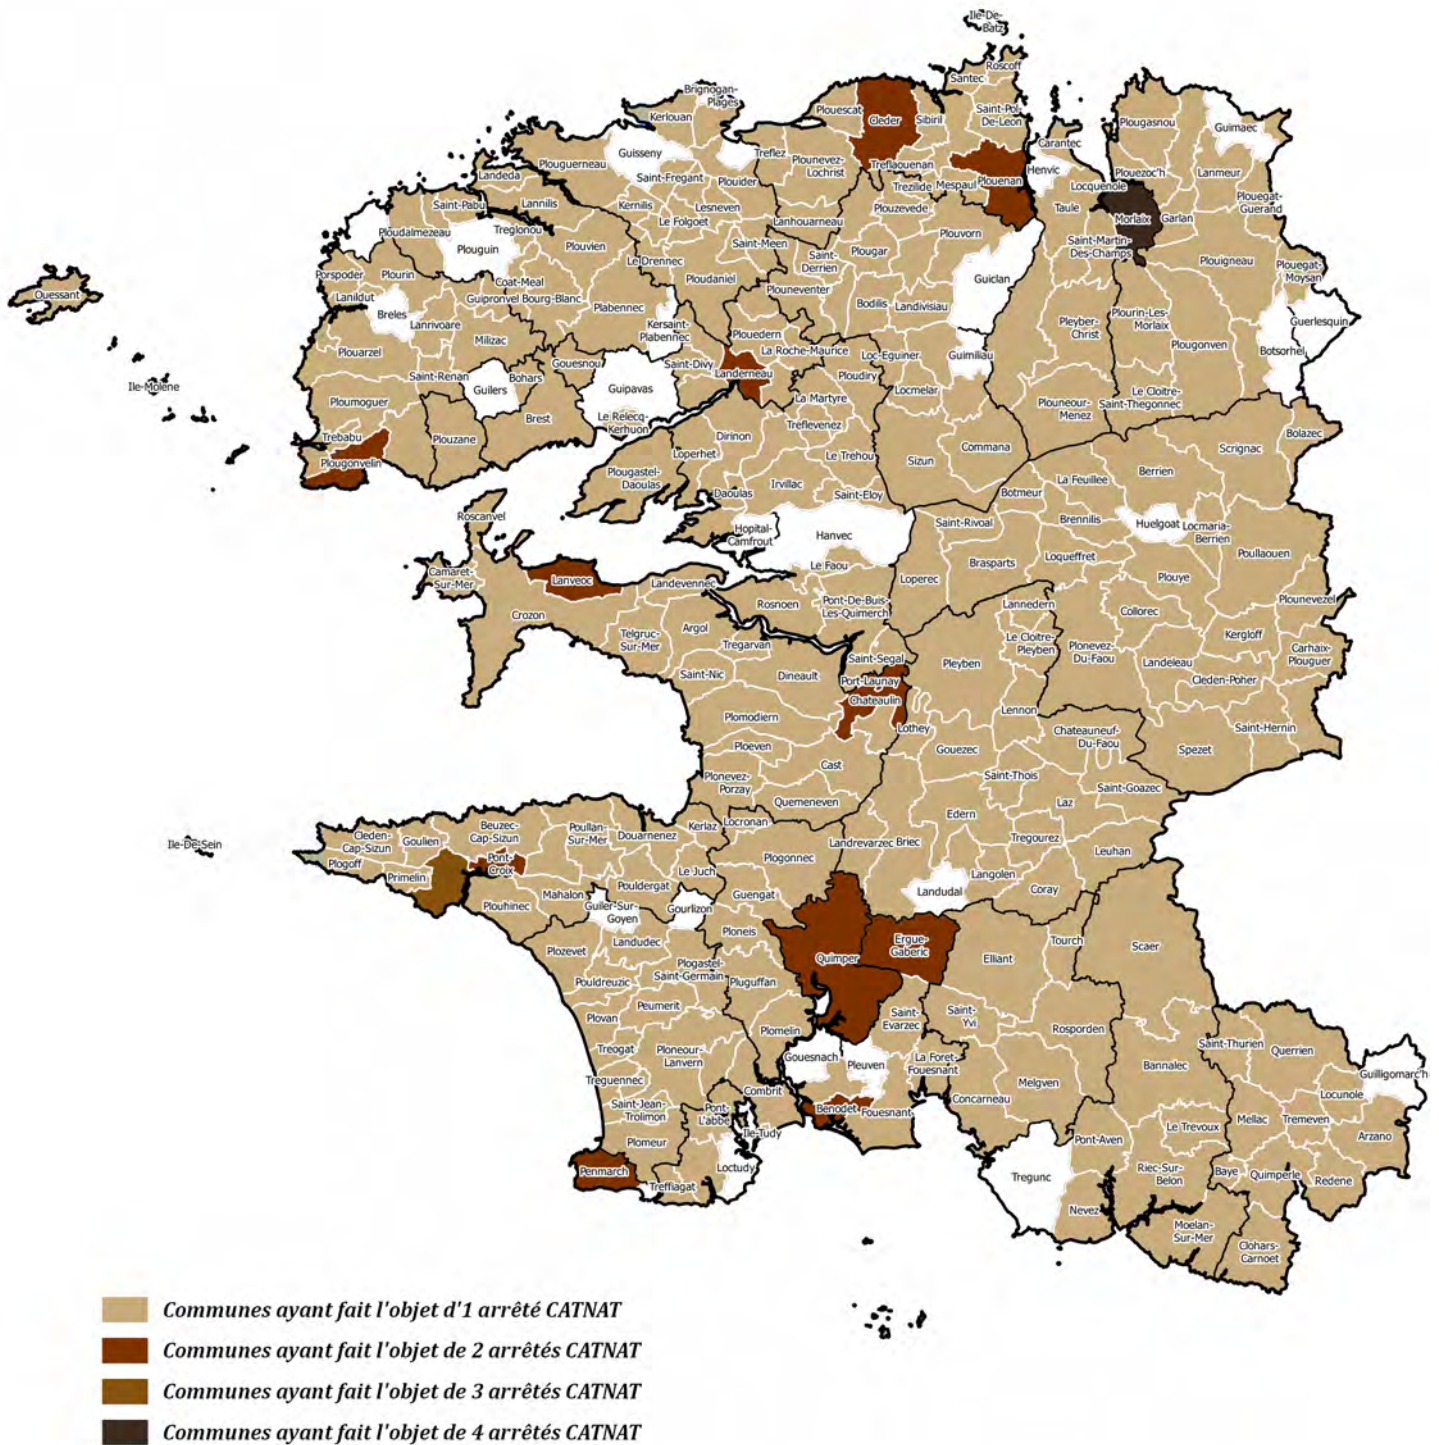 Ile-De-
Batz
Roscoff
Santec
Brignogan-
Plages
Plouescat
Cleder
Sibiril
Saint-Pol-
De-Leon
Plougasnou
Guimaec
Kerlouan
Carantec
Guisseny
Treflez
Plounevez-
Lochrist
Treflaouenan
Plouenan
Henvic
Plouezoc'h
Lanmeur
Plouguerneau
Saint-Fregant
Plouider
Trezilide
Mespaul
Locquenole
Landeda
Lannilis
Kernilis
Lesneven
Le Folgoet
Lanhouarneau
Plouzevede
Taule
Morlaix
Garlan
Plouegat-
Guerand
Saint-Pabu
Treglonou
Ploudalmezeau
Plouguin
Plouvien
Saint-Meen
Saint-
Derrien
Plougar
Plouvorn
Saint-Martin-
Des-Champs
Plouigneau
Plouegat-
Moysan
Le Drennec
Ploudaniel
Plouneventer
Guiclan
Porspoder
Plourin
Coat-Meal
Lanildut
Guipronvel
Bourg-Blanc
Plabennec
Bodilis
Landivisiau
Ouessant
Breles
Lanrivoare
Kersaint-
Plabennec
Plouedern
Pleyber-
Christ
Plourin-Les-
Morlaix
Guerlesquin
Plouarzel
Milizac
La Roche-Maurice
Loc-Eguiner
Guimiliau
Plougonven
Botsorhel
Saint-Renan
Bohars
Gouesnou
Saint-Divy
Landerneau
Ploudiry
Ile-Molene
Guilers
Guipavas
Locmelar
Le Cloitre-
Saint-Thegonnec
Ploumoguer
La Martyre
Plouneour-
Menez
Brest
Le Relecq-
Kerhuon
Treflevenez
Trebabu
Plouzane
Dirinon
Commana
Bolazec
Plougonvelin
Loperhet
Le Trehou
Sizun
Scrignac
Plougastel-
Daoulas
Irvillac
La Feuillee
Berrien
Daoulas
Saint-Eloy
Botmeur
Roscanvel
Hopital-
Camfrout
Hanvec
Saint-Rivoal
Brennilis
Huelgoat
Locmaria-
Berrien
Poullaouen
Camaret-
Sur-Mer
Lanveoc
Landevennec
Le Faou
Loperec
Brasparts
Loqueffret
Plouye
Crozon
Rosnoen
Pont-De-Buis-
Les-Quimerch
Lannedern
Collorec
Plounevezel
Telgruc-
Sur-Mer
Argol
Tregarvan
Le Cloitre-
Pleyben
Plonevez-
Du-Faou
Kergloff
Carhaix-
Plouguer
Saint-Nic
Dineault
Saint-Segal
Pleyben
Landeleau
Cleden-Poher
Port-Launay
Chateaulin
Plomodiern
Lothey
Lennon
Chateauneuf-
Du-Faou
Spezet
Saint-Hernin
Ploeven
Cast
Gouezec
Saint-Thois
Saint-Goazec
Plonevez-
Porzay
Quemeneven
Laz
Edern
Ile-De-Sein
Cleden-
Cap-Sizun
Goulien
Beuzec-
Cap-Sizun
Poullan-
Sur-Mer
Douarnenez
Kerlaz
Locronan
Landrevarzec
Briec
Tregourez
Leuhan
Plogoff
Primelin
Pont-
Croix
Plogonnec
Langolen
Coray
Le Juch
Mahalon
Pouldergat
Guengat
Landudal
Plouhinec
Guiler-Sur-
Goyen
Gourlizon
Plozevet
Landudec
Ploneis
Quimper
Ergue-
Gaberic
Elliant
Tourch
Scaer
Pouldreuzic
Plogastel-
Saint-Germain
Pluguffan
Peumerit
Plovan
Plomelin
Saint-
Evarzec
Saint-
Yvi
Rosporden
Treogat
Ploneour-
Lanvern
Gouesnach
Pleuven
La Foret-
Fouesnant
Bannalec
Saint-Thurien
Querrien
Guilligomarc'h
Treguennec
Combrit
Concarneau
Melgven
Locunole
Saint-Jean-
Trolimon
Pont-
L'abbe
Benodet
Fouesnant
Ile-Tudy
Le Trevoux
Mellac
Tremeven
Arzano
Plomeur
Pont-Aven
Penmarch
Treffiagat
Loctudy
Tregunc
Riec-Sur-
Belon
Baye
Quimperle
Redene
Nevez
Moelan-
Sur-Mer
Clohars-
Carnoet
Communes ayant fait l'objet d'1 arrêté CATNAT
Communes ayant fait l'objet de 2 arrêtés CATNAT
Communes ayant fait l'objet de 3 arrêtés CATNAT
Communes ayant fait l'objet de 4 arrêtés CATNAT